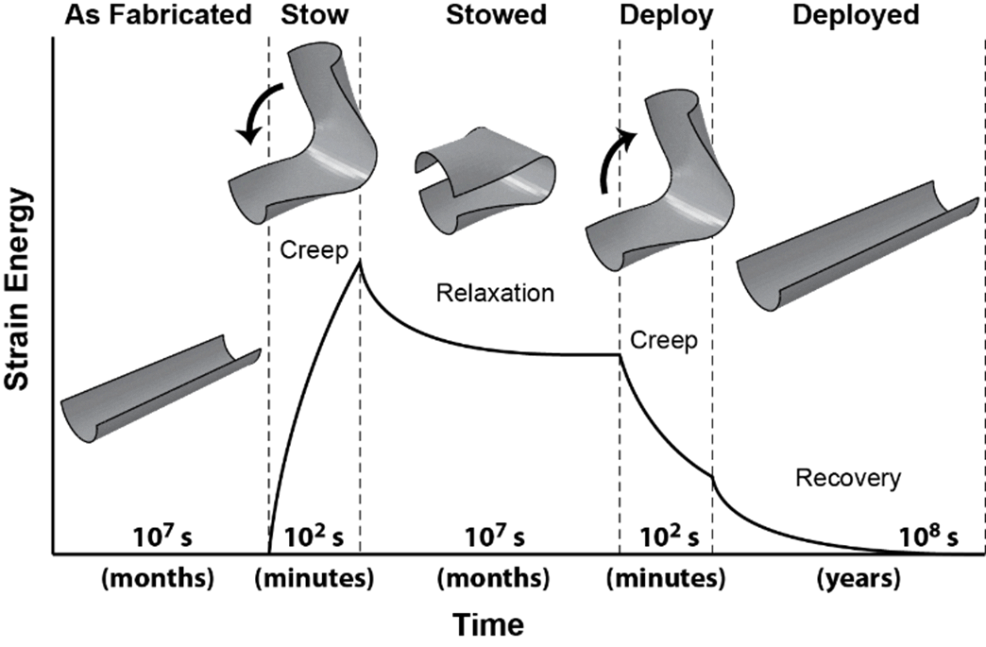 As Fabricated
Stow
Stowed
Deploy
Deployed
Strain Energy
Creep
Relaxation
Creep
Recovery
10⁷ s
10² s
10⁷ s
10² s
10⁸ s
(months)
(minutes)
(months)
(minutes)
(years)
Time